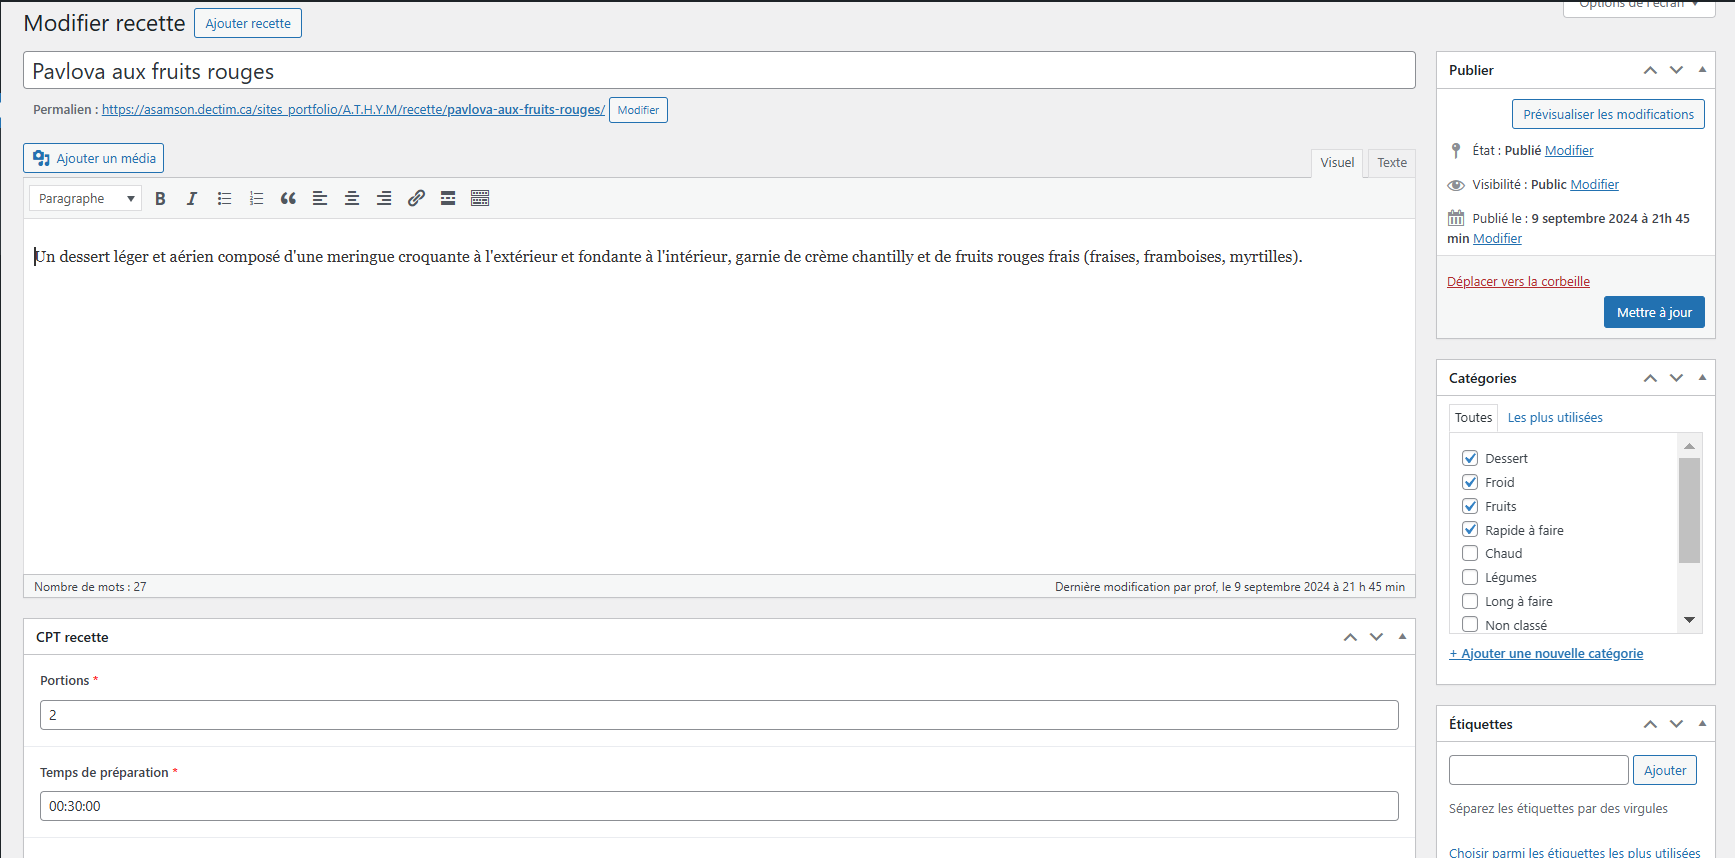 Options de l'écran
Modifier recette
Ajouter recette
Pavlova aux fruits rouges
Permalien : https://asamson.dectim.ca/sites_portfolio/A.T.H.Y.M/recette/pavlova-aux-fruits-rouges/ Modifier
Ajouter un média
Visuel
Texte
Paragraphe
Un dessert léger et aérien composé d'une meringue croquante à l'extérieur et fondante à l'intérieur, garnie de crème chantilly et de fruits rouges frais (fraises, framboises, myrtilles).
Nombre de mots : 27
Dernière modification par prof, le 9 septembre 2024 à 21 h 45 min
CPT recette
Portions *
2
Temps de préparation *
00:30:00
Publier
Prévisualiser les modifications
État : Publié Modifier
Visibilité : Public Modifier
Publié le : 9 septembre 2024 à 21h 45
min Modifier
Déplacer vers la corbeille
Mettre à jour
Catégories
Toutes
Les plus utilisées
Dessert
Froid
Fruits
Rapide à faire
Chaud
Légumes
Long à faire
Non classé
+ Ajouter une nouvelle catégorie
Étiquettes
Ajouter
Séparez les étiquettes par des virgules
Choisir parmi les étiquettes les plus utilisées